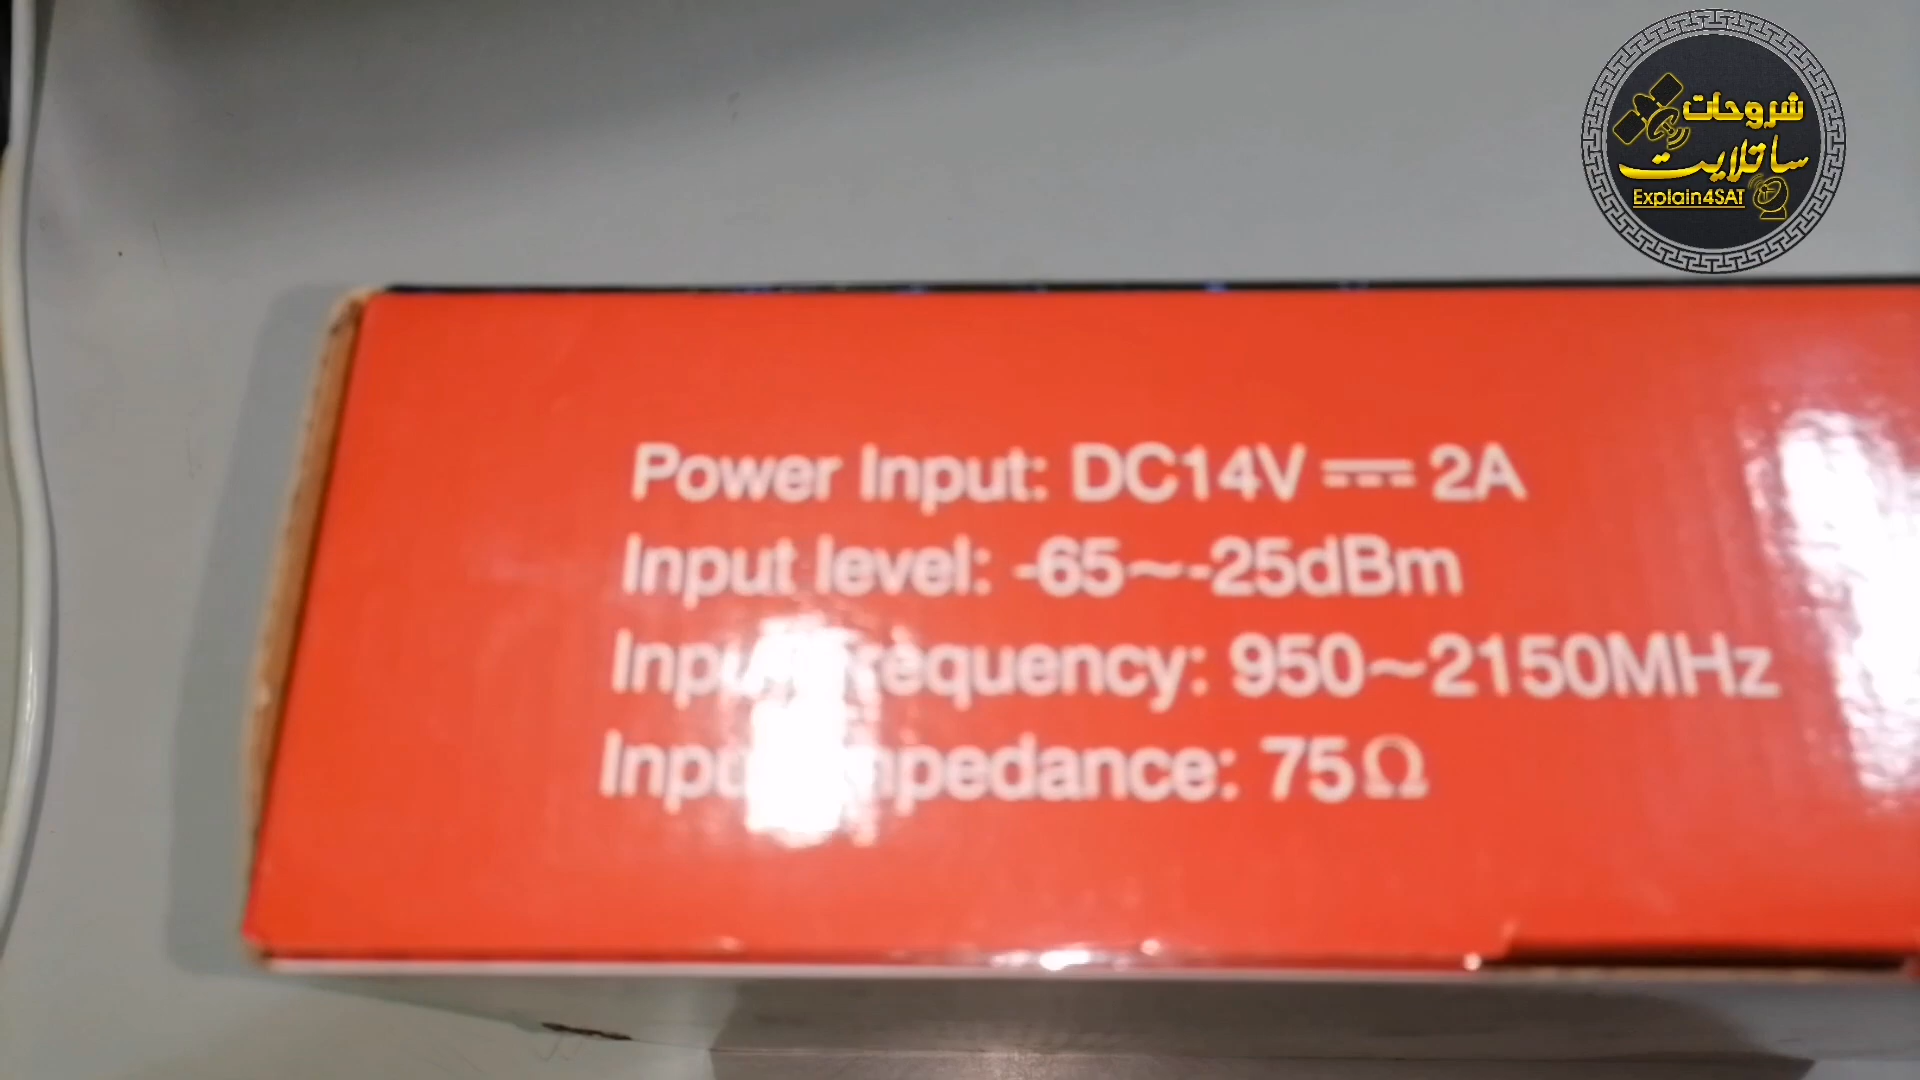 شروحات
ساتلايت
Explain4SAT
Power Input: DC14V ⎓ 2A
Input level: -65~-25dBm
Input frequency: 950~2150MHz
Input impedance: 75Ω